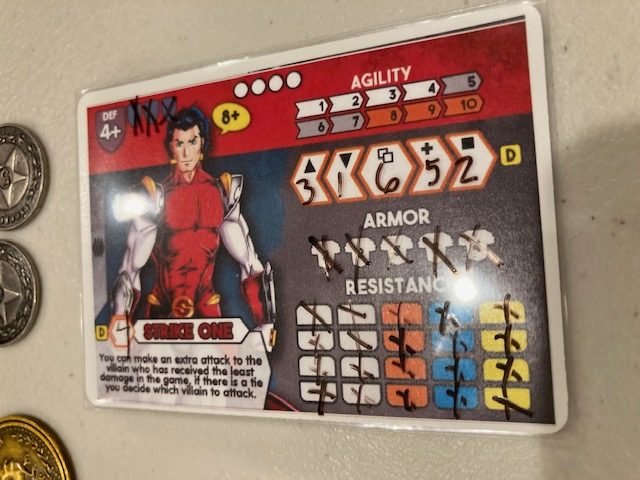 DEF
4+
XXX
8+
AGILITY
1 2 3 4 5
6 7 8 9 10
3 1 6 5 2
D
ARMOR
RESISTANC
D
STRIKE ONE
You can make an extra attack to the
villain who has received the least
damage in the game, if there is a tie
you decide which villain to attack.